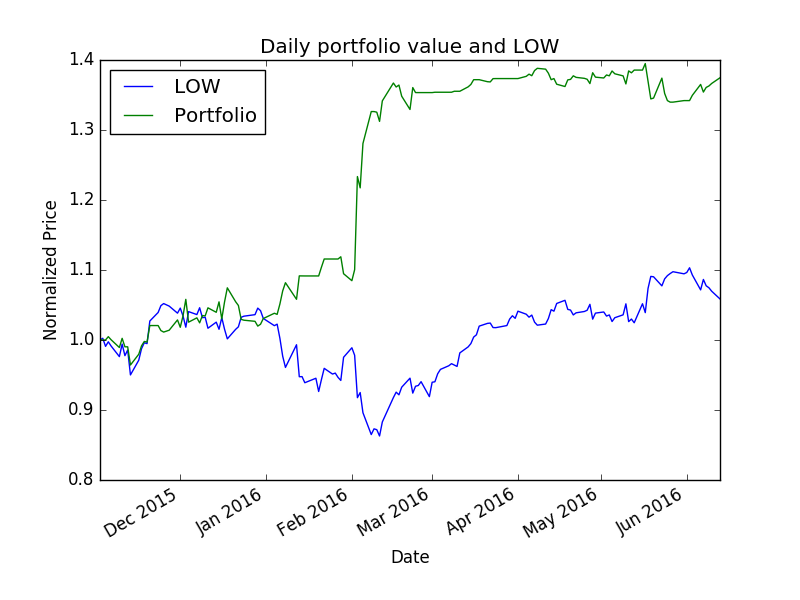 Daily portfolio value and LOW
LOW
Portfolio
1.4
1.3
1.2
1.1
1.0
0.9
0.8
Normalized Price
Dec 2015
Jan 2016
Feb 2016
Mar 2016
Apr 2016
May 2016
Jun 2016
Date